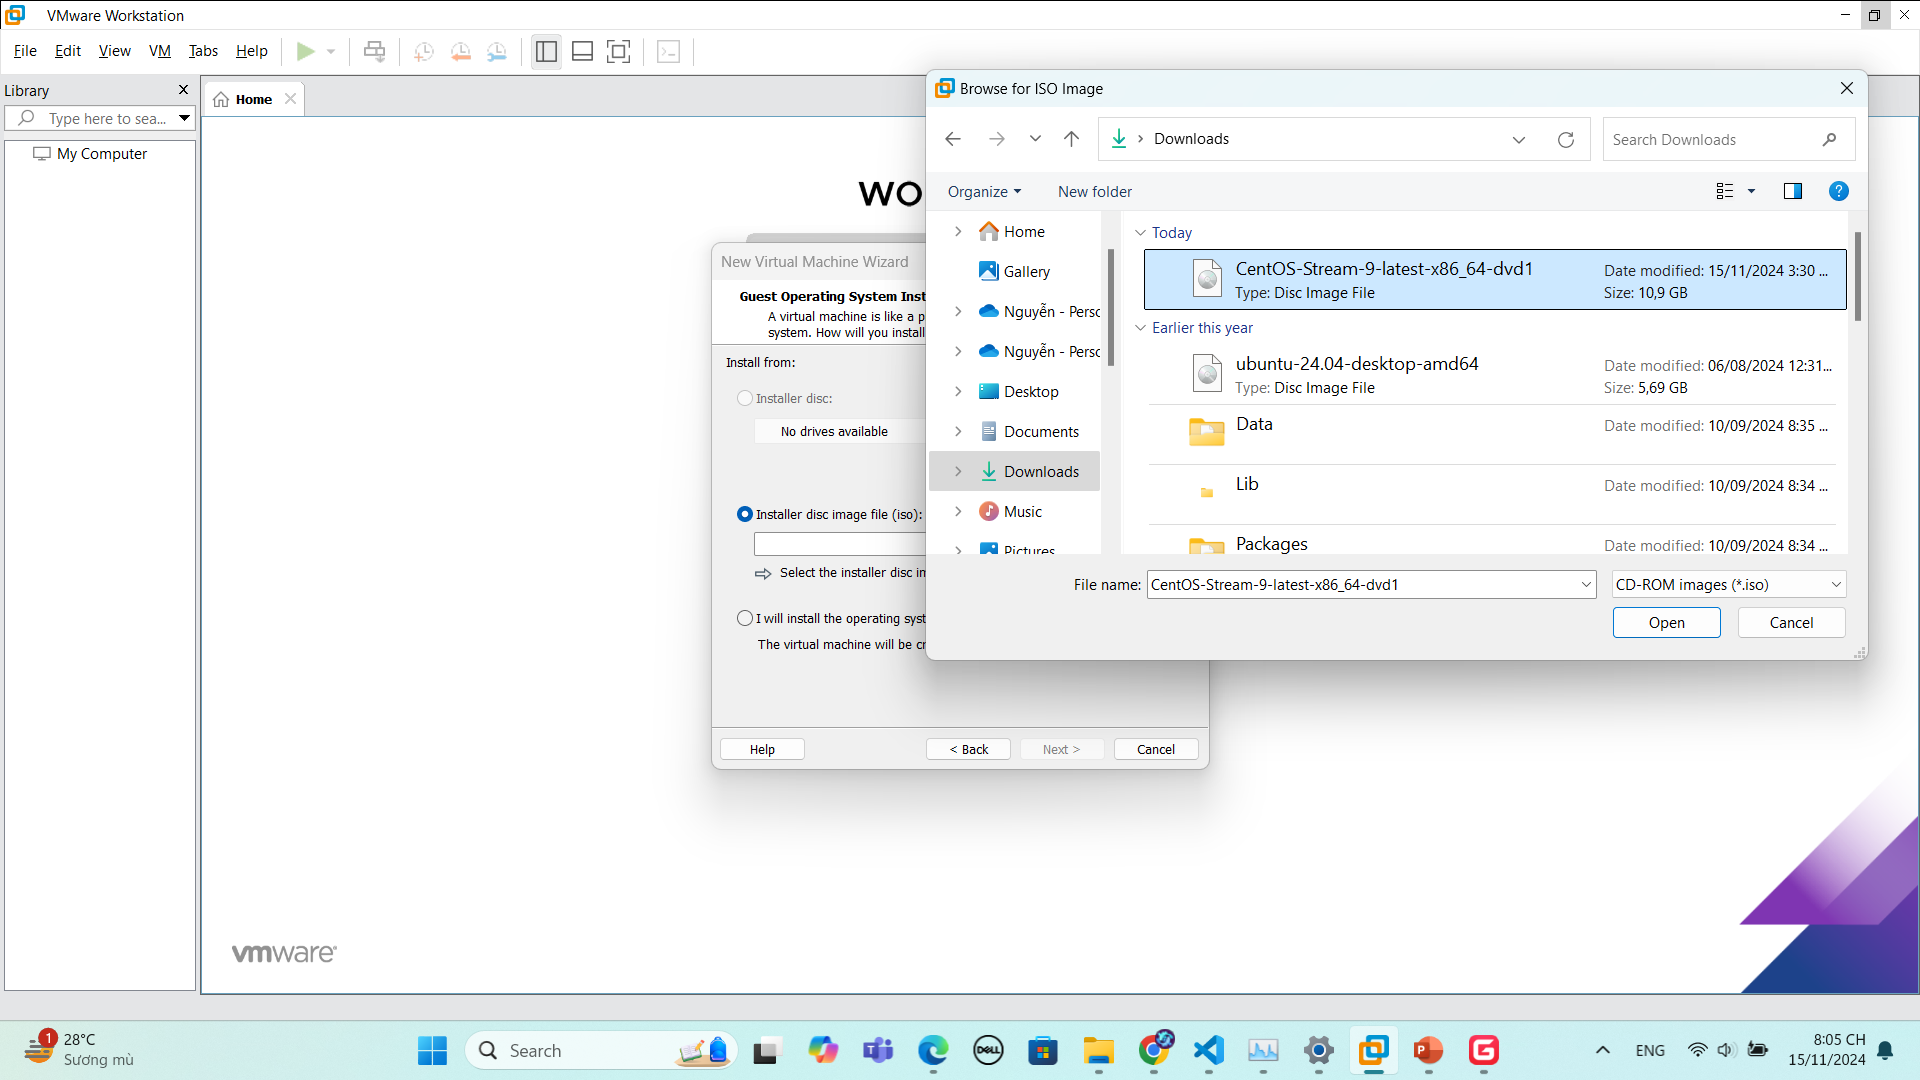 VMware Workstation
File Edit View VM Tabs Help
Library
Type here to sea...
My Computer
Home
WO
New Virtual Machine Wizard
Guest Operating System Inst
A virtual machine is like a p
system. How will you install
Install from:
Installer disc:
No drives available
Installer disc image file (iso):
Select the installer disc im
I will install the operating syst
The virtual machine will be cr
Help
< Back
Next >
Cancel
Browse for ISO Image
Downloads
Search Downloads
Organize
New folder
Home
Gallery
Nguyễn - Perso
Nguyễn - Perso
Desktop
Documents
Downloads
Music
Pictures
Today
CentOS-Stream-9-latest-x86_64-dvd1
Date modified: 15/11/2024 3:30 ...
Type: Disc Image File
Size: 10,9 GB
Earlier this year
ubuntu-24.04-desktop-amd64
Date modified: 06/08/2024 12:31...
Type: Disc Image File
Size: 5,69 GB
Data
Date modified: 10/09/2024 8:35 ...
Lib
Date modified: 10/09/2024 8:34 ...
Packages
Date modified: 10/09/2024 8:34 ...
File name: CentOS-Stream-9-latest-x86_64-dvd1
CD-ROM images (*.iso)
Open
Cancel
vmware
1
28°C
Sương mù
Search
DELL
ENG
8:05 CH
15/11/2024